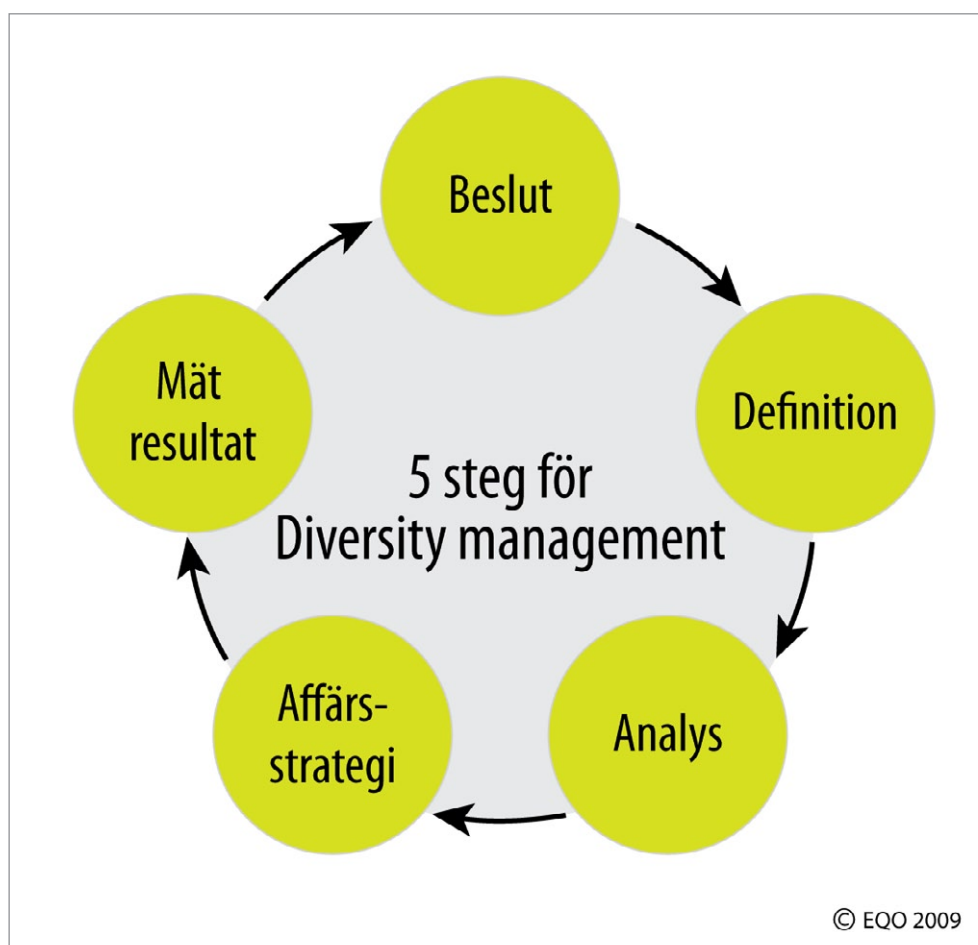 Beslut
Definition
Analys
Affärs-
strategi
Mät
resultat
5 steg för
Diversity management
© EQO 2009